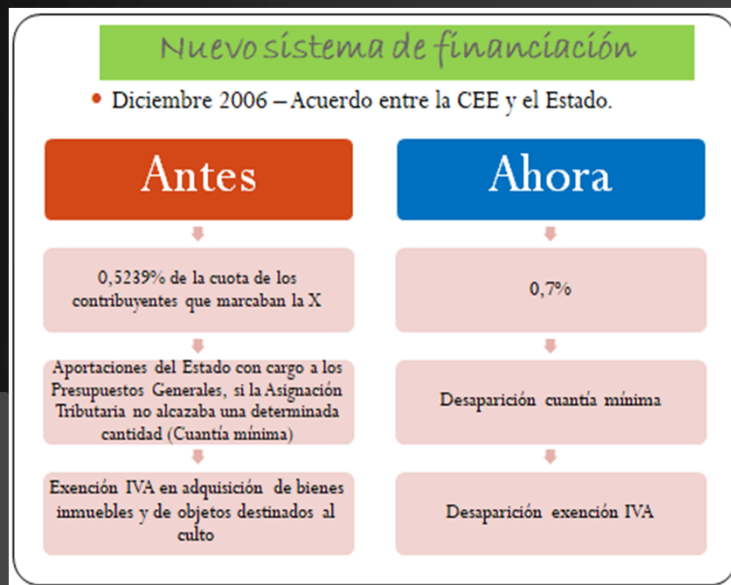 Nuevo sistema de financiación
• Diciembre 2006 – Acuerdo entre la CEE y el Estado.
Antes
0,5239% de la cuota de los
contribuyentes que marcaban la X
Aportaciones del Estado con cargo a los
Presupuestos Generales, si la Asignación
Tributaria no alcazaba una determinada
cantidad (Cuantía mínima)
Exención IVA en adquisición de bienes
inmuebles y de objetos destinados al
culto
Ahora
0,7%
Desaparición cuantía mínima
Desaparición exención IVA